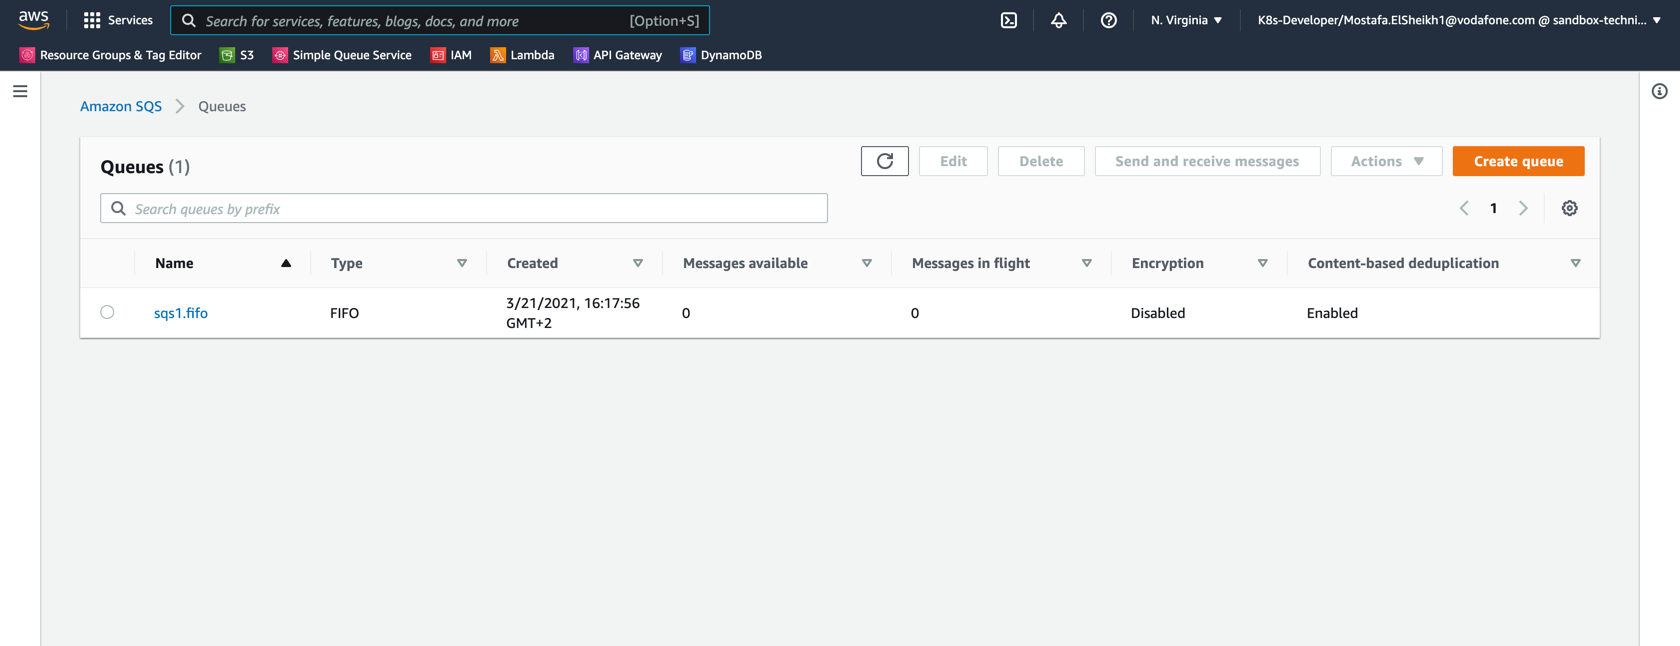 aws Services Search for services, features, blogs, docs, and more [Option+S] N. Virginia K8s-Developer/Mostafa.ElSheikh1@vodafone.com @ sandbox-techni...
Resource Groups & Tag Editor S3 Simple Queue Service IAM Lambda API Gateway DynamoDB
Amazon SQS Queues
Queues (1) Edit Delete Send and receive messages Actions Create queue
Search queues by prefix 1
Name Type Created Messages available Messages in flight Encryption Content-based deduplication
sqs1.fifo FIFO 3/21/2021, 16:17:56 GMT+2 0 0 Disabled Enabled